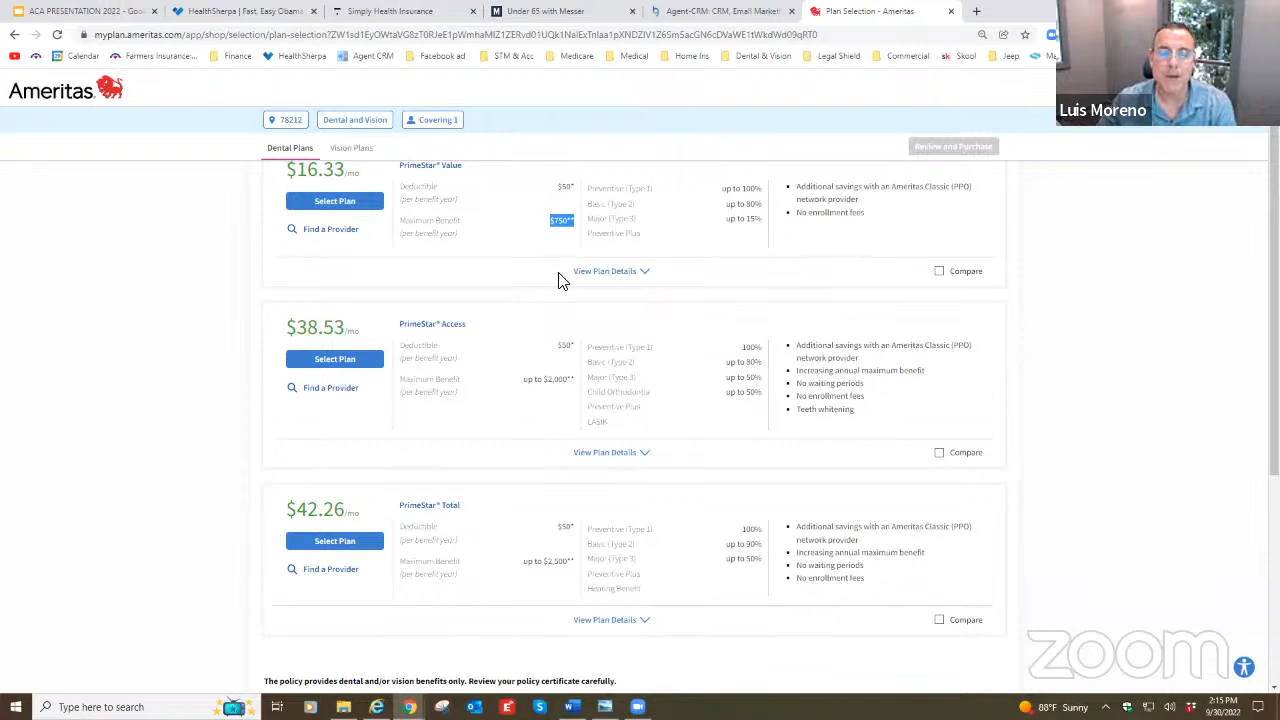 ACA PRESENTATION 2022 - Goo
HealthSherpa | Fast, Easy Obama
Simply Health Insurance
Under 65 with Messer
Agent-CRM: CRM, Email Marketi
Plan Selection - Ameritas
Calendar
Farmers Insurance:...
Finance
HealthSherpa
Agent CRM
Facebook ads
STM & Acc
Medicare
Medical
Home Ins
Dental & Vision
Legal Shield
Commercial
Skool
Jeep
Luis Moreno
Ameritas
78212
Dental and Vision
Covering 1
Dental Plans
Vision Plans
Review and Purchase
$16.33/mo
Select Plan
Find a Provider
PrimeStar® Value
Deductible
(per benefit year)
$50*
Maximum Benefit
(per benefit year)
$750**
Preventive (Type 1)
up to 100%
Basic (Type 2)
up to 80%
Major (Type 3)
up to 15%
Preventive Plus
Additional savings with an Ameritas Classic (PPO)
network provider
No enrollment fees
View Plan Details
Compare
$38.53/mo
Select Plan
Find a Provider
PrimeStar® Access
Deductible
(per benefit year)
$50*
Maximum Benefit
(per benefit year)
up to $2,000**
Preventive (Type 1)
100%
Basic (Type 2)
up to 80%
Major (Type 3)
up to 50%
Child Orthodontia
up to 50%
Preventive Plus
LASIK
Additional savings with an Ameritas Classic (PPO)
network provider
Increasing annual maximum benefit
No waiting periods
No enrollment fees
Teeth whitening
View Plan Details
Compare
$42.26/mo
Select Plan
Find a Provider
PrimeStar® Total
Deductible
(per benefit year)
$50*
Maximum Benefit
(per benefit year)
up to $2,500**
Preventive (Type 1)
100%
Basic (Type 2)
up to 90%
Major (Type 3)
up to 50%
Preventive Plus
Hearing Benefit
Additional savings with an Ameritas Classic (PPO)
network provider
Increasing annual maximum benefit
No waiting periods
No enrollment fees
View Plan Details
Compare
The policy provides dental and/or vision benefits only. Review your policy certificate carefully.
zoom
Type here to search
88°F Sunny
2:15 PM
9/30/2022